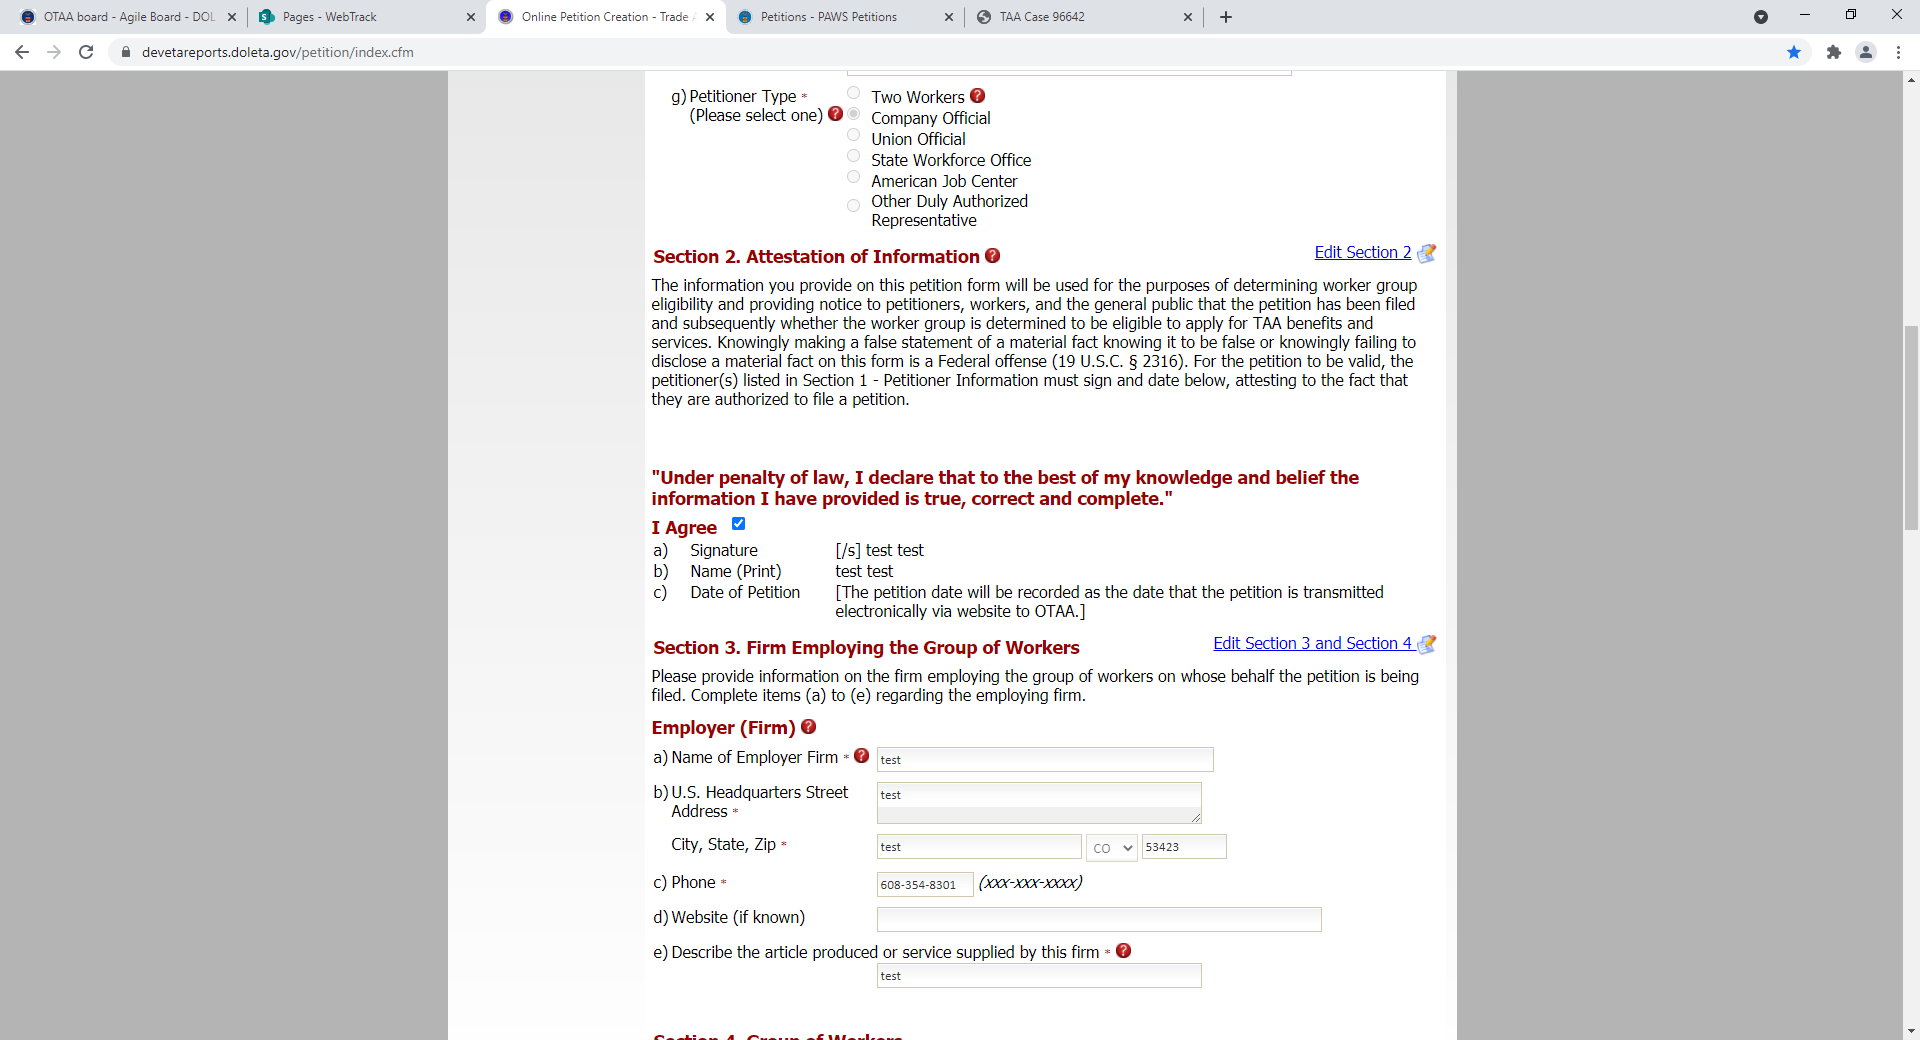 OTAA board - Agile Board - DOL
Pages - WebTrack
Online Petition Creation - Trade A
Petitions - PAWS Petitions
TAA Case 96642
devetareports.doleta.gov/petition/index.cfm
g) Petitioner Type *
(Please select one)
Two Workers
Company Official
Union Official
State Workforce Office
American Job Center
Other Duly Authorized
Representative
Section 2. Attestation of Information
Edit Section 2
The information you provide on this petition form will be used for the purposes of determining worker group
eligibility and providing notice to petitioners, workers, and the general public that the petition has been filed
and subsequently whether the worker group is determined to be eligible to apply for TAA benefits and
services. Knowingly making a false statement of a material fact knowing it to be false or knowingly failing to
disclose a material fact on this form is a Federal offense (19 U.S.C. § 2316). For the petition to be valid, the
petitioner(s) listed in Section 1 - Petitioner Information must sign and date below, attesting to the fact that
they are authorized to file a petition.
"Under penalty of law, I declare that to the best of my knowledge and belief the
information I have provided is true, correct and complete."
I Agree
a) Signature [/s] test test
b) Name (Print) test test
c) Date of Petition [The petition date will be recorded as the date that the petition is transmitted
electronically via website to OTAA.]
Section 3. Firm Employing the Group of Workers
Edit Section 3 and Section 4
Please provide information on the firm employing the group of workers on whose behalf the petition is being
filed. Complete items (a) to (e) regarding the employing firm.
Employer (Firm)
a) Name of Employer Firm * test
b) U.S. Headquarters Street
Address *
test
City, State, Zip * test CO 53423
c) Phone * 608-354-8301 (xxx-xxx-xxxx)
d) Website (if known)
e) Describe the article produced or service supplied by this firm *
test
Section 4. Group of Workers